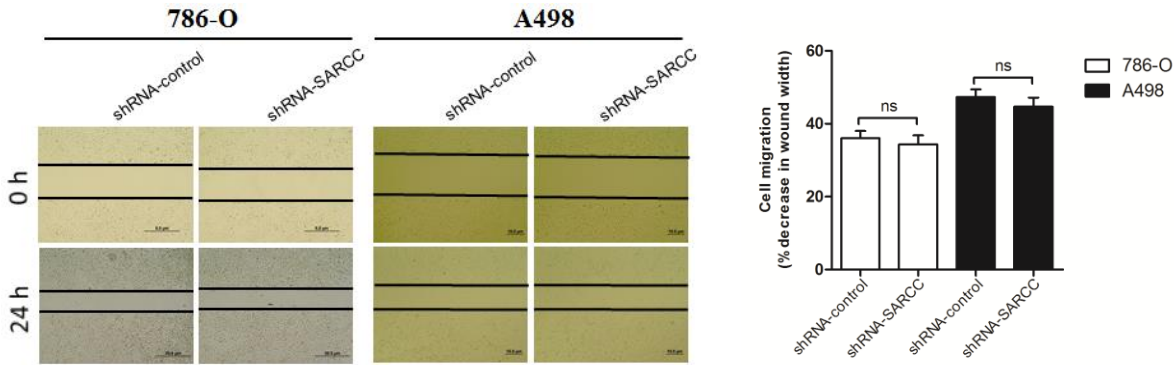 786-O
A498
shRNA-control
shRNA-SARCC
shRNA-control
shRNA-SARCC
0 h
24 h
Cell migration
(% decrease in wound width)
60
40
20
0
ns
ns
786-O
A498
shRNA-control
shRNA-SARCC
shRNA-control
shRNA-SARCC